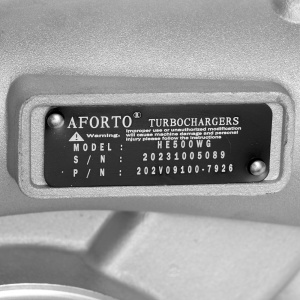 AFORTO® TURBOCHARGERS
⚠ Warning. Improper use or unauthorized modification
will cause machine damage and personel
injury please follow the instructions
MODEL: HE500WG
S/N: 20231005089
P/N: 202V09100-7926